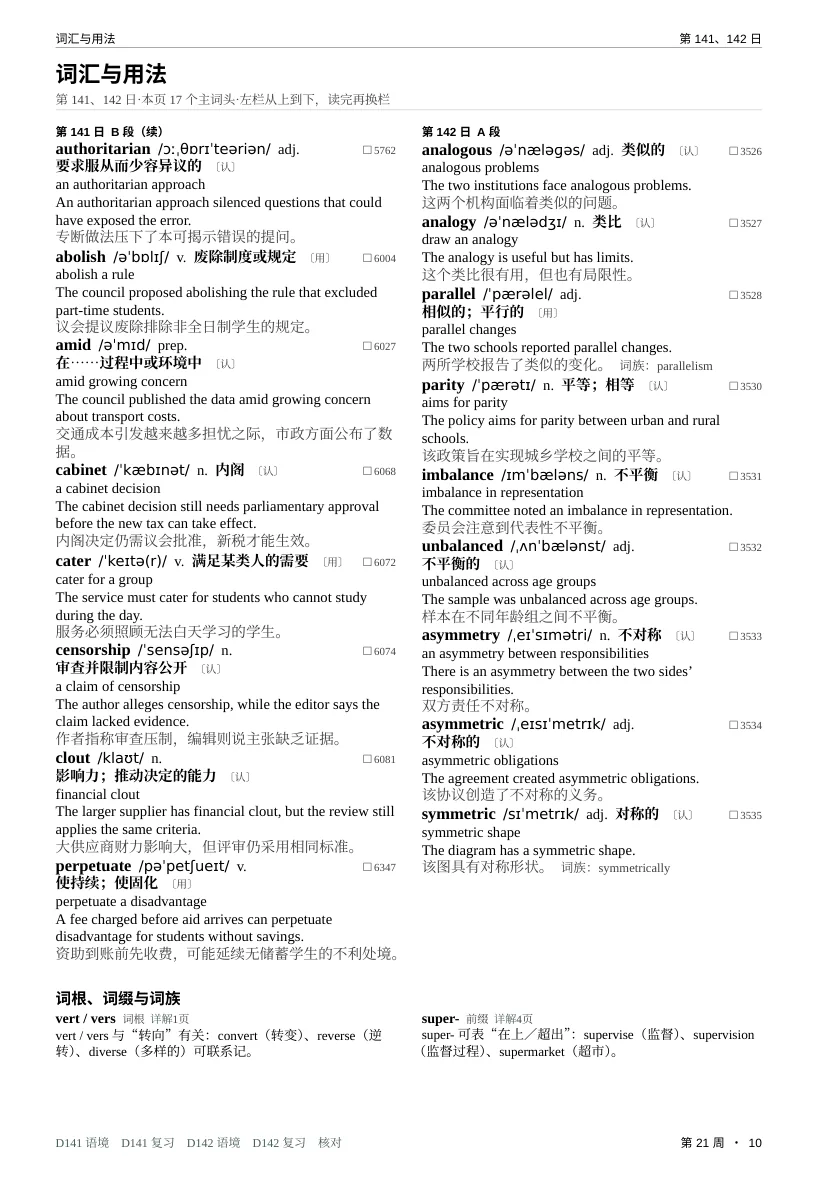 词汇与用法
第 141、142 日
词汇与用法
第 141、142 日·本页 17 个主词头·左栏从上到下，读完再换栏
第 141 日 B 段（续）
authoritarian /ɔːˌθɒrɪˈteəriən/ adj. □5762
要求服从而少容异议的 〔认〕
an authoritarian approach
An authoritarian approach silenced questions that could
have exposed the error.
专断做法压下了本可揭示错误的提问。
abolish /əˈbɒlɪʃ/ v. 废除制度或规定 〔用〕 □6004
abolish a rule
The council proposed abolishing the rule that excluded
part-time students.
议会提议废除排除非全日制学生的规定。
amid /əˈmɪd/ prep. □6027
在……过程中或环境中 〔认〕
amid growing concern
The council published the data amid growing concern
about transport costs.
交通成本引发越来越多担忧之际，市政方面公布了数
据。
cabinet /ˈkæbɪnət/ n. 内阁 〔认〕 □6068
a cabinet decision
The cabinet decision still needs parliamentary approval
before the new tax can take effect.
内阁决定仍需议会批准，新税才能生效。
cater /ˈkeɪtə(r)/ v. 满足某类人的需要 〔用〕 □6072
cater for a group
The service must cater for students who cannot study
during the day.
服务必须照顾无法白天学习的学生。
censorship /ˈsensəʃɪp/ n. □6074
审查并限制内容公开 〔认〕
a claim of censorship
The author alleges censorship, while the editor says the
claim lacked evidence.
作者指称审查压制，编辑则说主张缺乏证据。
clout /klaʊt/ n. □6081
影响力；推动决定的能力 〔认〕
financial clout
The larger supplier has financial clout, but the review still
applies the same criteria.
大供应商财力影响大，但评审仍采用相同标准。
perpetuate /pəˈpetʃueɪt/ v. □6347
使持续；使固化 〔用〕
perpetuate a disadvantage
A fee charged before aid arrives can perpetuate
disadvantage for students without savings.
资助到账前先收费，可能延续无储蓄学生的不利处境。
第 142 日 A 段
analogous /əˈnæləɡəs/ adj. 类似的 〔认〕 □3526
analogous problems
The two institutions face analogous problems.
这两个机构面临着类似的问题。
analogy /əˈnælədʒɪ/ n. 类比 〔认〕 □3527
draw an analogy
The analogy is useful but has limits.
这个类比很有用，但也有局限性。
parallel /ˈpærəlel/ adj. □3528
相似的；平行的 〔用〕
parallel changes
The two schools reported parallel changes.
两所学校报告了类似的变化。 词族：parallelism
parity /ˈpærətɪ/ n. 平等；相等 〔认〕 □3530
aims for parity
The policy aims for parity between urban and rural
schools.
该政策旨在实现城乡学校之间的平等。
imbalance /ɪmˈbæləns/ n. 不平衡 〔认〕 □3531
imbalance in representation
The committee noted an imbalance in representation.
委员会注意到代表性不平衡。
unbalanced /ˌʌnˈbælənst/ adj. □3532
不平衡的 〔认〕
unbalanced across age groups
The sample was unbalanced across age groups.
样本在不同年龄组之间不平衡。
asymmetry /ˌeɪˈsɪmətri/ n. 不对称 〔认〕 □3533
an asymmetry between responsibilities
There is an asymmetry between the two sides’
responsibilities.
双方责任不对称。
asymmetric /ˌeɪsɪˈmetrɪk/ adj. □3534
不对称的 〔认〕
asymmetric obligations
The agreement created asymmetric obligations.
该协议创造了不对称的义务。
symmetric /sɪˈmetrɪk/ adj. 对称的 〔认〕 □3535
symmetric shape
The diagram has a symmetric shape.
该图具有对称形状。 词族：symmetrically
词根、词缀与词族
vert / vers 词根 详解1页
vert / vers 与“转向”有关：convert（转变）、reverse（逆
转）、diverse（多样的）可联系记。
super- 前缀 详解4页
super- 可表“在上／超出”：supervise（监督）、supervision
（监督过程）、supermarket（超市）。
D141 语境 D141 复习 D142 语境 D142 复习 核对
第 21 周 · 10